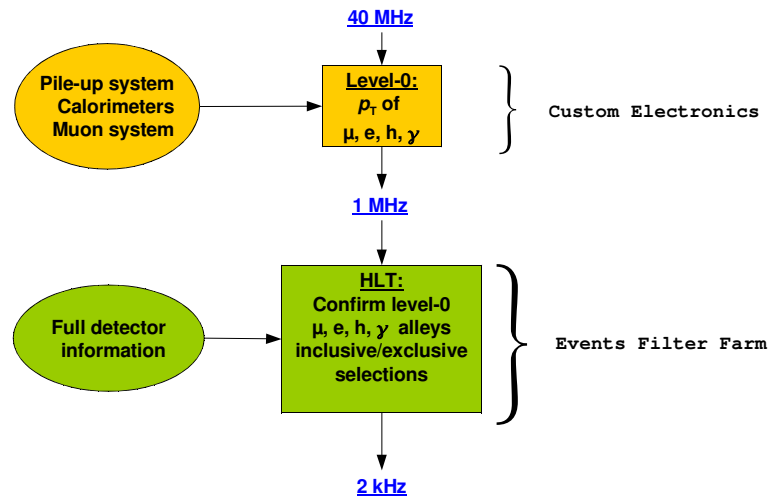 40 MHz
Pile-up system
Calorimeters
Muon system
Level-0:
pT of
μ, e, h, γ
Custom Electronics
1 MHz
Full detector
information
HLT:
Confirm level-0
μ, e, h, γ alleys
inclusive/exclusive
selections
Events Filter Farm
2 kHz